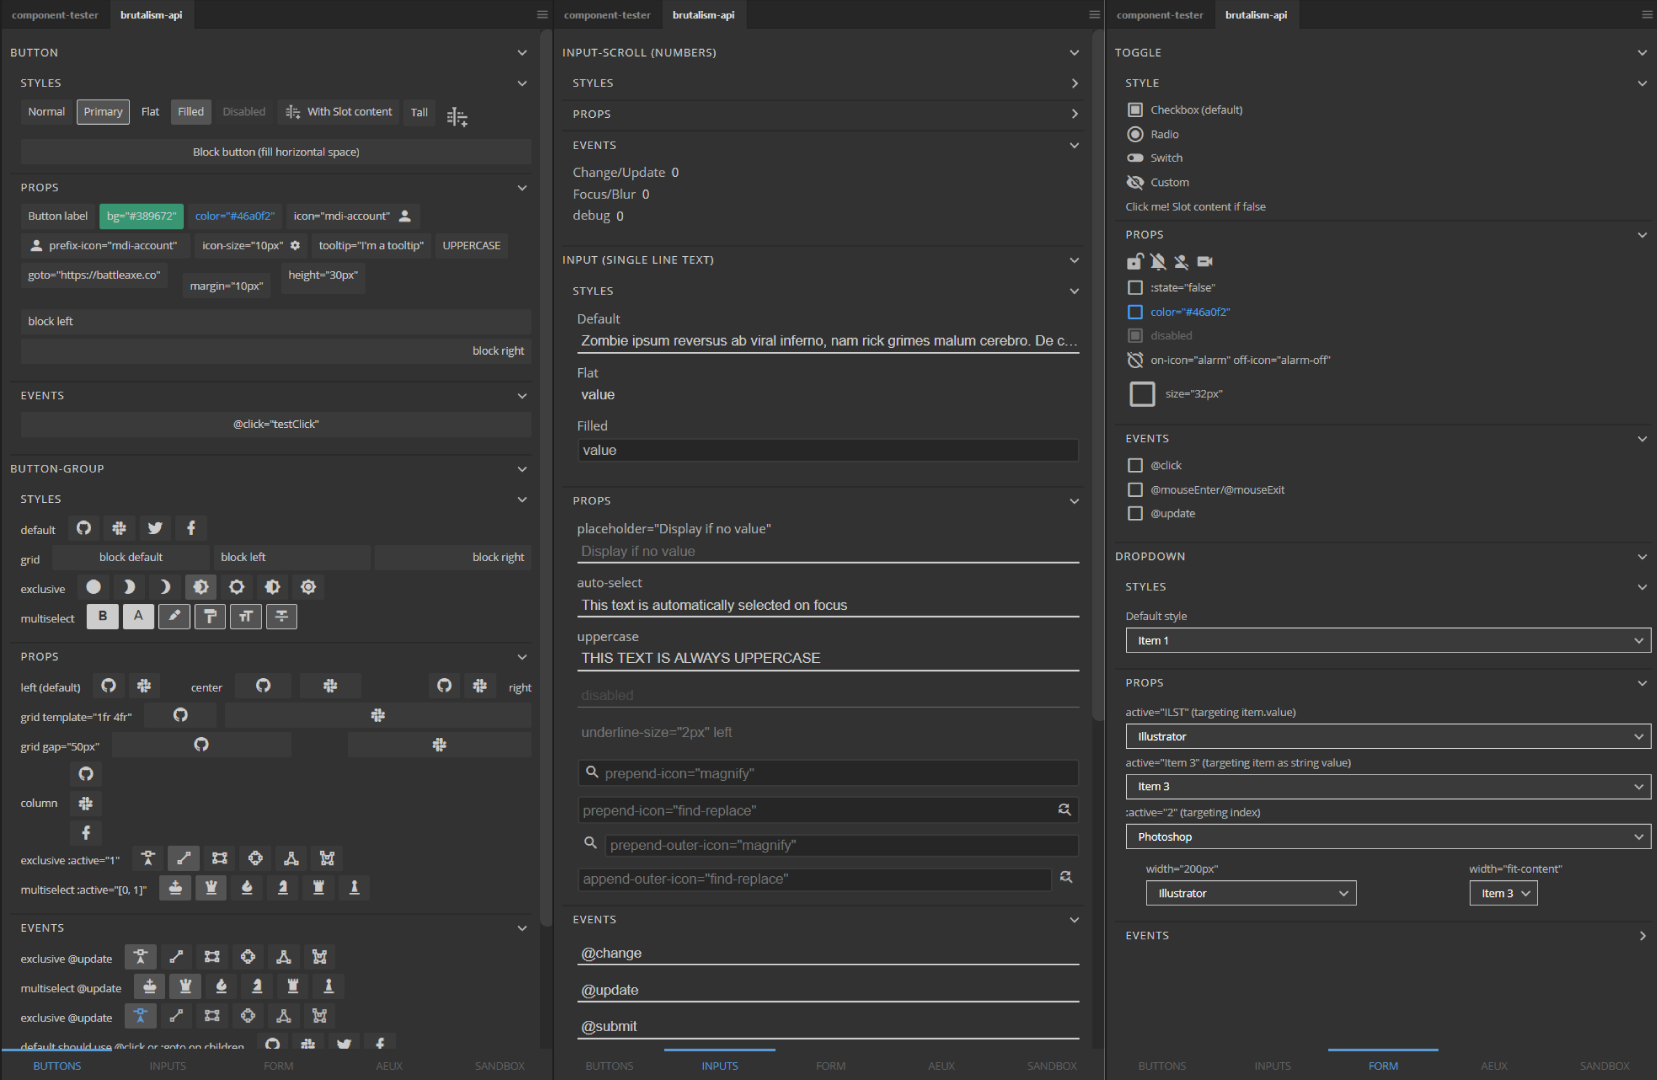 component-tester brutalism-api
BUTTON
STYLES
Normal Primary Flat Filled Disabled With Slot content Tall
Block button (fill horizontal space)
PROPS
Button label bg="#389672" color="#46a0f2" icon="mdi-account"
prefix-icon="mdi-account" icon-size="10px" tooltip="I'm a tooltip" UPPERCASE
goto="https://battleaxe.co" margin="10px" height="30px"
block left
block right
EVENTS
@click="testClick"
BUTTON-GROUP
STYLES
default
grid block default block left block right
exclusive
multiselect B A
PROPS
left (default) center right
grid template="1fr 4fr"
grid gap="50px"
column
exclusive :active="1"
multiselect :active="[0, 1]"
EVENTS
exclusive @update
multiselect @update
exclusive @update
default should use @click or :goto on children
BUTTONS INPUTS FORM AEUX SANDBOX
component-tester brutalism-api
INPUT-SCROLL (NUMBERS)
STYLES
PROPS
EVENTS
Change/Update 0
Focus/Blur 0
debug 0
INPUT (SINGLE LINE TEXT)
STYLES
Default
Zombie ipsum reversus ab viral inferno, nam rick grimes malum cerebro. De c...
Flat
value
Filled
value
PROPS
placeholder="Display if no value"
Display if no value
auto-select
This text is automatically selected on focus
uppercase
THIS TEXT IS ALWAYS UPPERCASE
disabled
underline-size="2px" left
prepend-icon="magnify"
prepend-icon="find-replace"
prepend-outer-icon="magnify"
append-outer-icon="find-replace"
EVENTS
@change
@update
@submit
BUTTONS INPUTS FORM AEUX SANDBOX
component-tester brutalism-api
TOGGLE
STYLE
Checkbox (default)
Radio
Switch
Custom
Click me! Slot content if false
PROPS
:state="false"
color="#46a0f2"
disabled
on-icon="alarm" off-icon="alarm-off"
size="32px"
EVENTS
@click
@mouseEnter/@mouseExit
@update
DROPDOWN
STYLES
Default style
Item 1
PROPS
active="ILST" (targeting item.value)
Illustrator
active="Item 3" (targeting item as string value)
Item 3
:active="2" (targeting index)
Photoshop
width="200px" width="fit-content"
Illustrator Item 3
EVENTS
BUTTONS INPUTS FORM AEUX SANDBOX